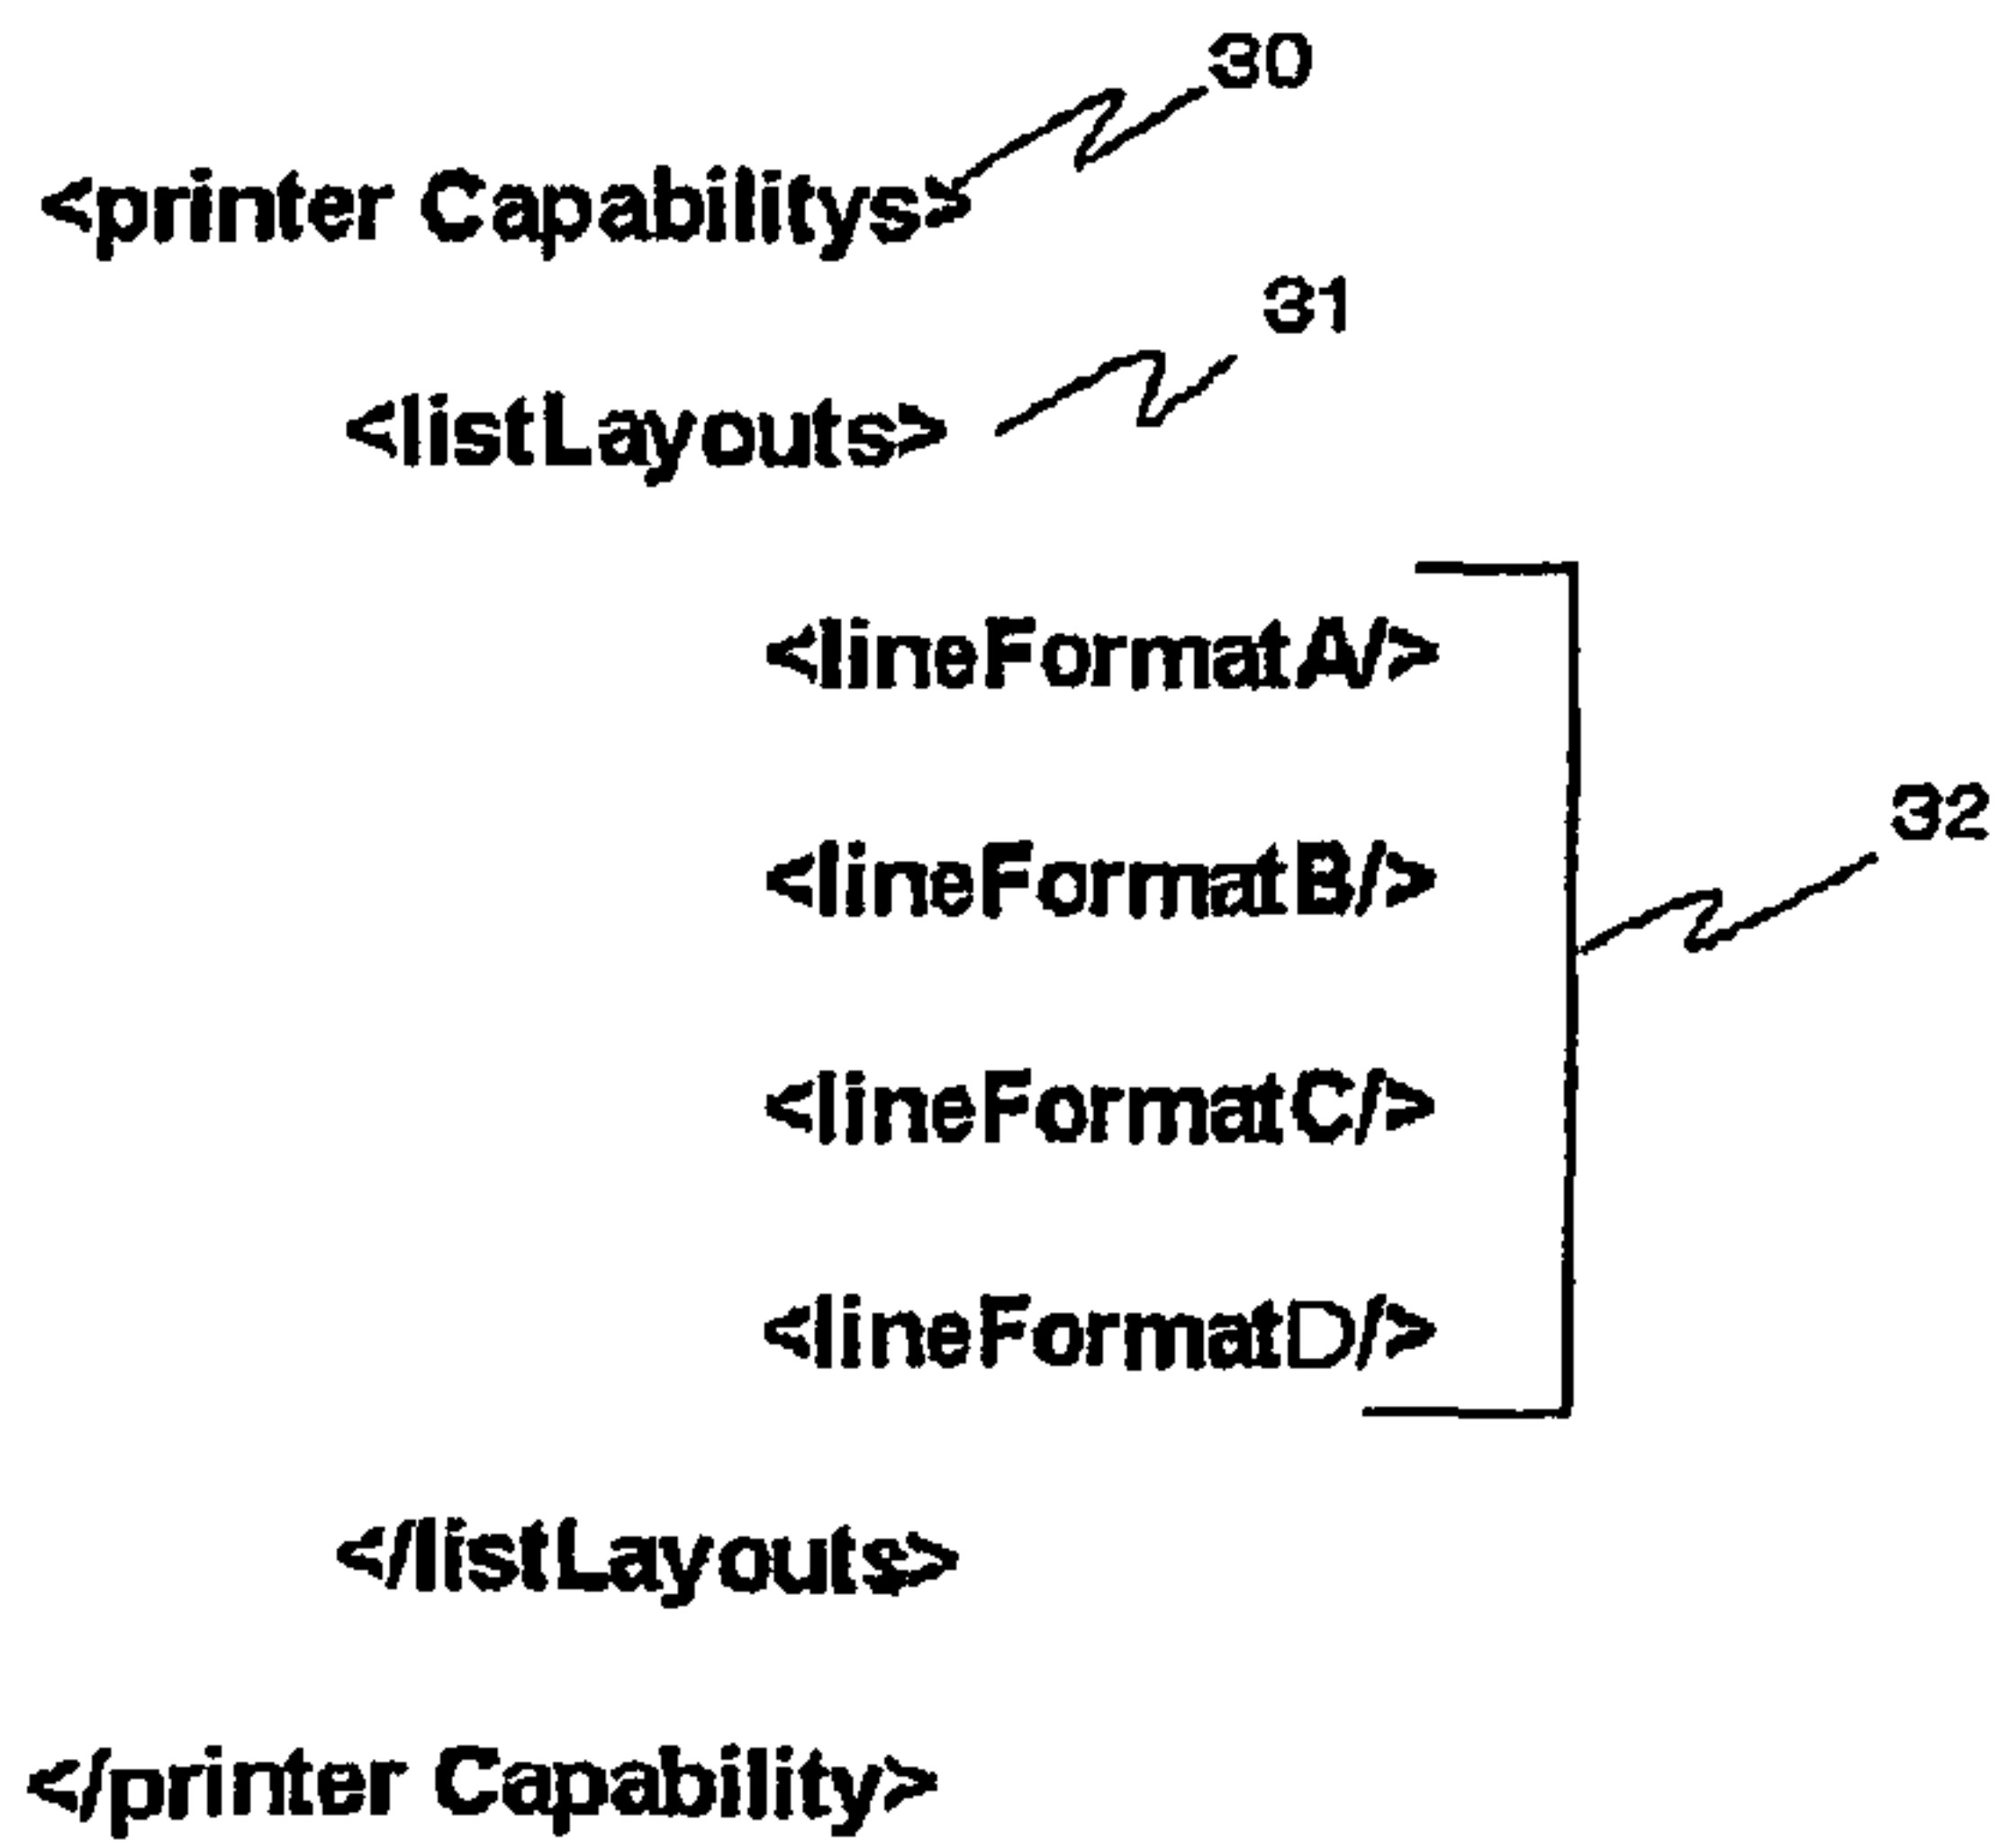 30
<printer Capabilitys>
31
<listLayouts>
<lineFormatA/>
32
<lineFormatB/>
<lineFormatC/>
<lineFormatD/>
</listLayouts>
</printer Capability>